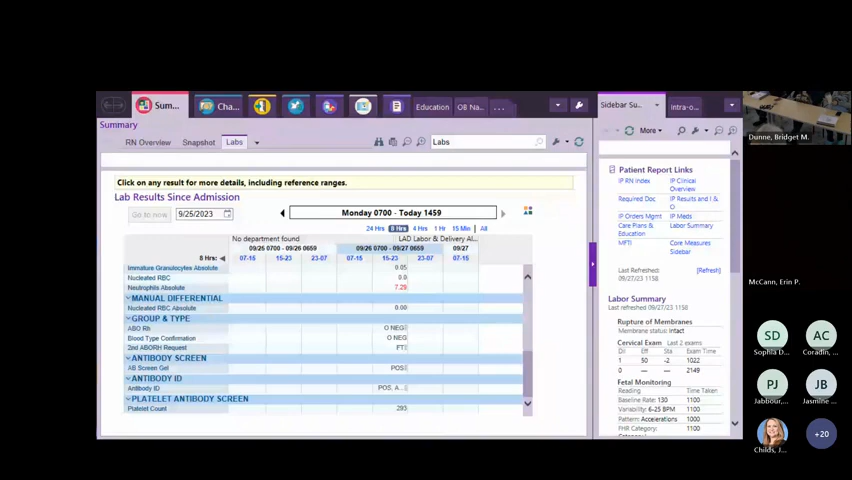 Summ...
Cha...
Education
OB Na...
...
Sidebar Su...
Intra-o...
Summary
Dunne, Bridget M.
RN Overview
Snapshot
Labs
Labs
More
Click on any result for more details, including reference ranges.
Lab Results Since Admission
Go to now
9/25/2023
Monday 0700 - Today 1459
24 Hrs 8 Hrs 4 Hrs 1 Hr 15 Min All
No department found
LAD Labor & Delivery Al...
09/25 0700 - 09/26 0659
09/26 0700 - 09/27 0659
09/27
8 Hrs:
07-15
15-23
23-07
07-15
15-23
23-07
07-15
Immature Granulocytes Absolute 0.05
Nucleated RBC 0.0
Neutrophils Absolute 7.29
MANUAL DIFFERENTIAL
Nucleated RBC Absolute 0.00
GROUP & TYPE
ABO Rh O NEG
Blood Type Confirmation O NEG
2nd ABORH Request
ANTIBODY SCREEN
AB Screen Gel POS
ANTIBODY ID
Antibody ID POS, A...
PLATELET ANTIBODY SCREEN
Platelet Count 293
Patient Report Links
IP RN Index
IP Clinical Overview
Required Doc
IP Results and I & O
IP Orders Mgmt
IP Meds
Care Plans & Education
Labor Summary
MFTI
Core Measures Sidebar
Last Refreshed:
09/27/23 1158
[Refresh]
Labor Summary
Last refreshed 09/27/23 1158
Rupture of Membranes
Membrane status: Intact
Cervical Exam Last 2 exams
Dil Eff Sta Exam Time
1 50 -2 1022
0 — — 2149
Fetal Monitoring
Reading Time Taken
Baseline Rate: 130 1100
Variability: 6-25 BPM 1100
Pattern: Accelerations 1000
FHR Category: 1100
McCann, Erin P.
SD
Sophia D...
AC
Coradin, ...
PJ
Jabbour, ...
JB
Jasmine ...
Childs, J...
+20